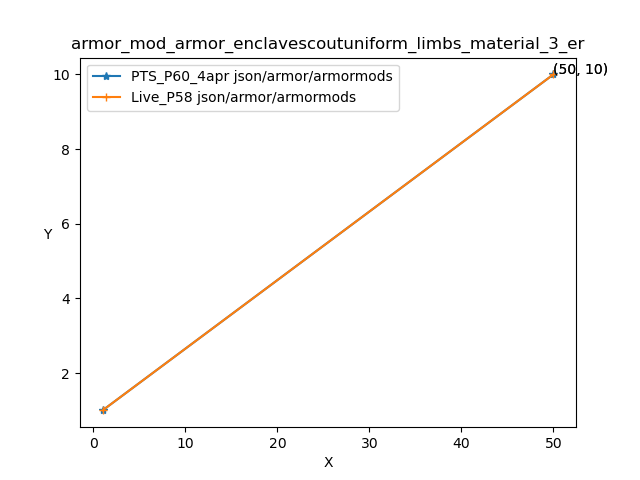 armor_mod_armor_enclavescoutuniform_limbs_material_3_er
PTS_P60_4apr json/armor/armormods
Live_P58 json/armor/armormods
(50, 10)
10
8
6
4
2
Y
0
10
20
30
40
50
X